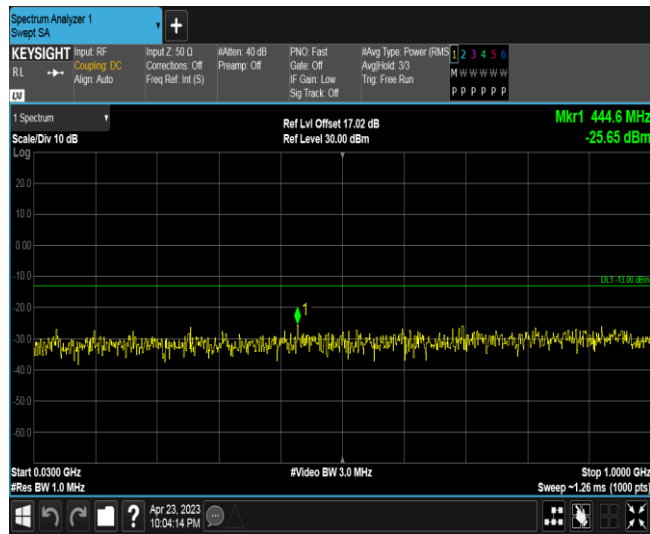 Spectrum Analyzer 1
Swept SA
+
KEYSIGHT
RL
LXI
Input: RF
Coupling: DC
Align: Auto
Input Z: 50 Ω
Corrections: Off
Freq Ref: Int (S)
#Atten: 40 dB
Preamp: Off
PNO: Fast
Gate: Off
IF Gain: Low
Sig Track: Off
#Avg Type: Power (RMS
Avg|Hold: 3/3
Trig: Free Run
1 2 3 4 5 6
M W W W W W
P P P P P P
1 Spectrum
Scale/Div 10 dB
Log
Ref Lvl Offset 17.02 dB
Ref Level 30.00 dBm
Mkr1 444.6 MHz
-25.65 dBm
20.0
10.0
0.00
-10.0
DL1 -13.00 dBm
-20.0
1
-30.0
-40.0
-50.0
-60.0
Start 0.0300 GHz
#Res BW 1.0 MHz
#Video BW 3.0 MHz
Stop 1.0000 GHz
Sweep ~1.26 ms (1000 pts)
?
Apr 23, 2023
10:04:14 PM